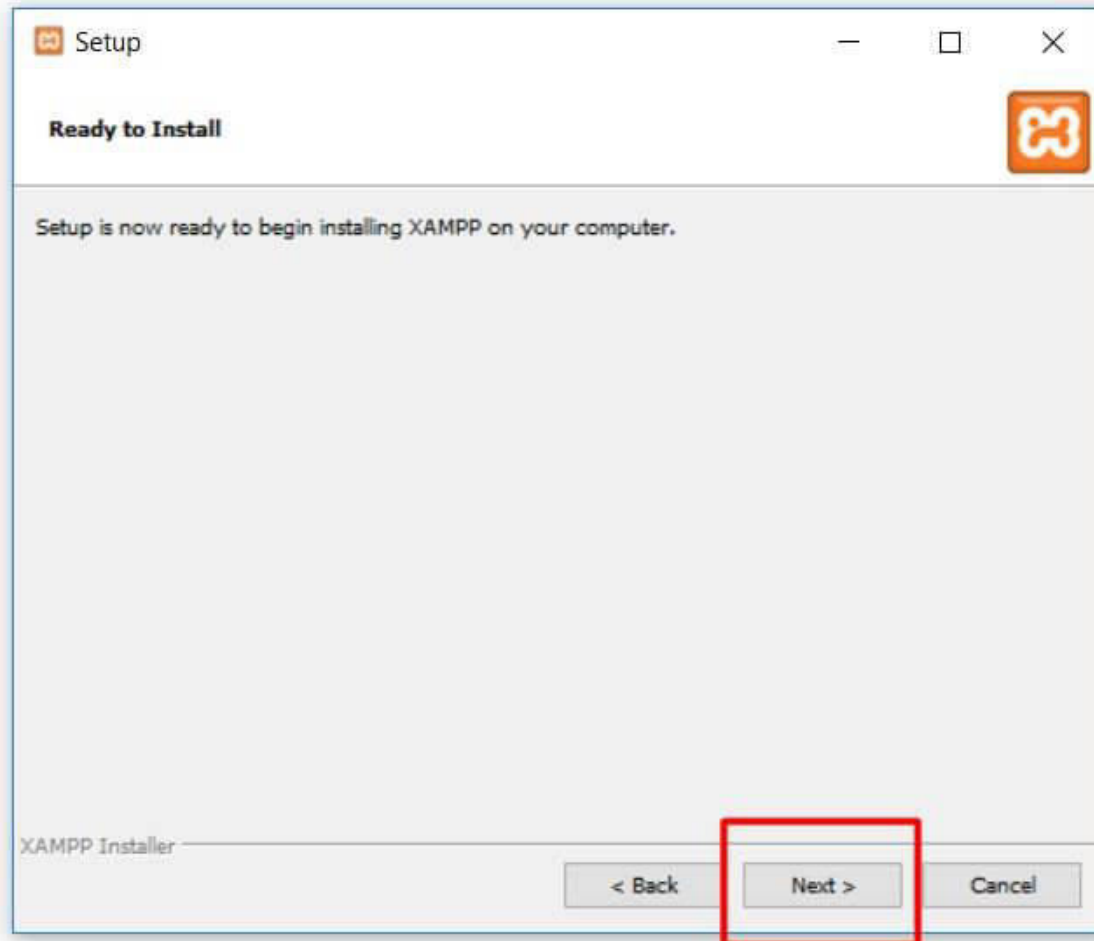 Setup
Ready to Install
Setup is now ready to begin installing XAMPP on your computer.
XAMPP Installer
< Back
Next >
Cancel